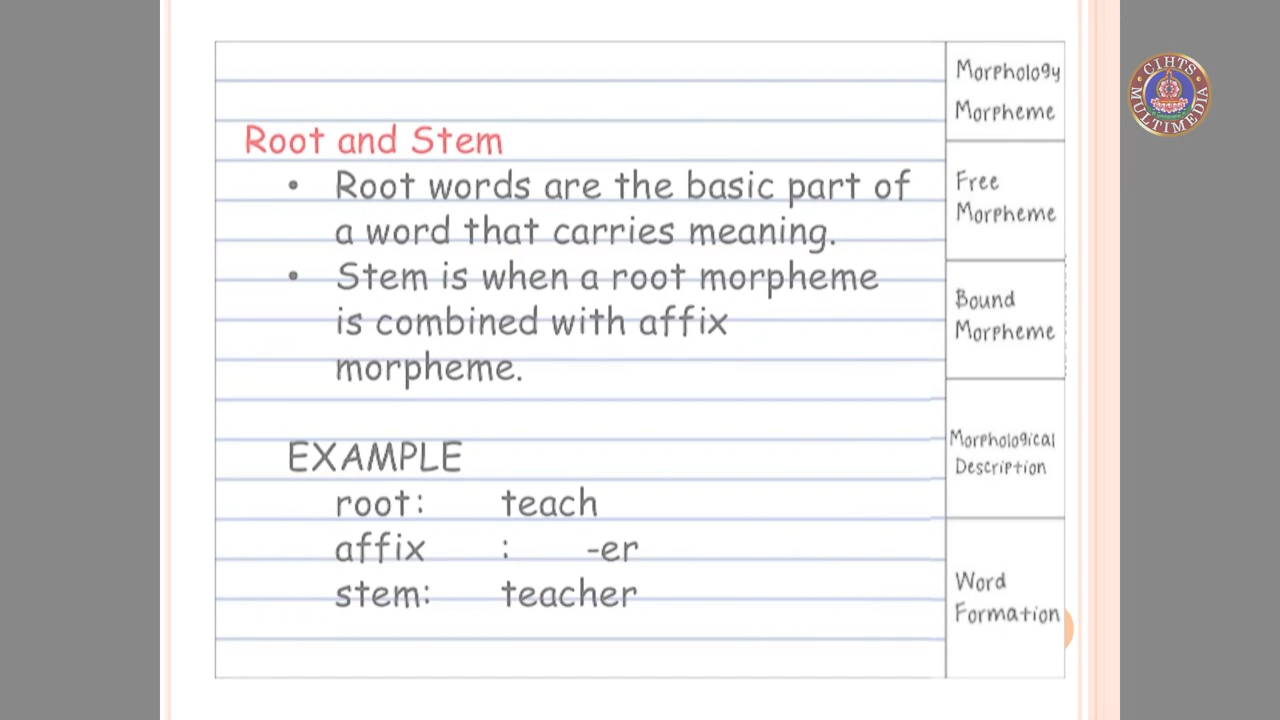 Root and Stem
• Root words are the basic part of
a word that carries meaning.
• Stem is when a root morpheme
is combined with affix
morpheme.
EXAMPLE
root: teach
affix : -er
stem: teacher
Morphology
Morpheme
Free
Morpheme
Bound
Morpheme
Morphological
Description
Word
Formation
CIHTS
MULTIMEDIA